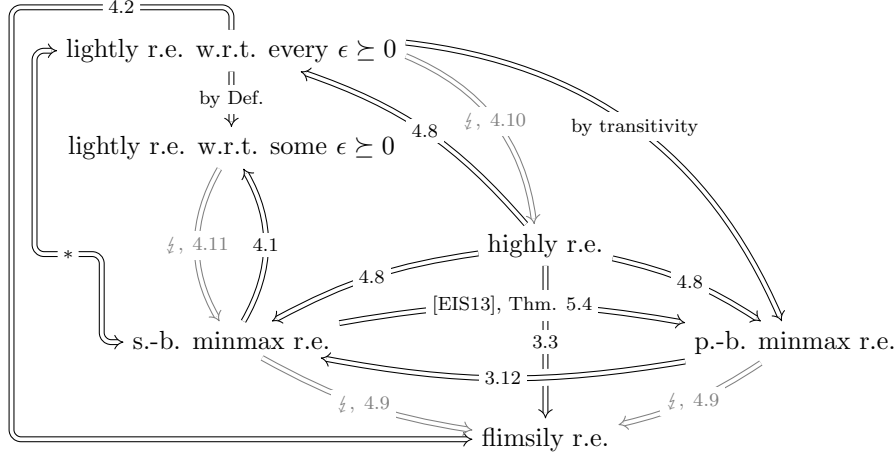 4.2
lightly r.e. w.r.t. every ϵ ⪰ 0
by Def.
↯, 4.10
4.8
by transitivity
lightly r.e. w.r.t. some ϵ ⪰ 0
↯, 4.11
4.1
*
highly r.e.
4.8
4.8
[EIS13], Thm. 5.4
3.3
s.-b. minmax r.e.
p.-b. minmax r.e.
3.12
↯, 4.9
↯, 4.9
flimsily r.e.